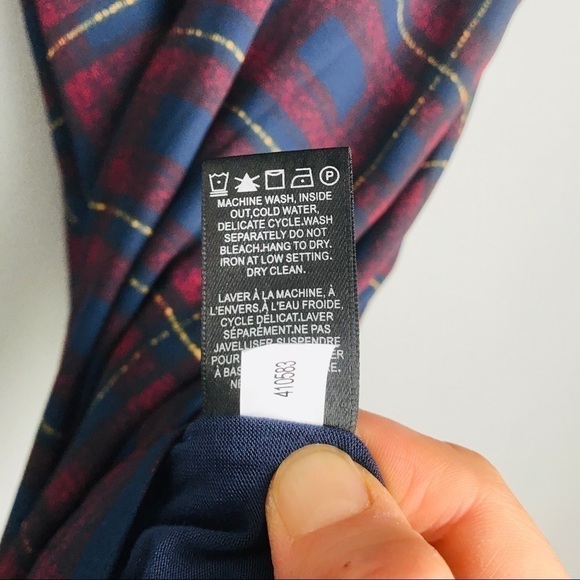 P
MACHINE WASH, INSIDE
OUT,COLD WATER,
DELICATE CYCLE.WASH
SEPARATELY DO NOT
BLEACH.HANG TO DRY.
IRON AT LOW SETTING.
DRY CLEAN.
LAVER À LA MACHINE, À
L'ENVERS,À L'EAU FROIDE,
CYCLE DÉLICAT.LAVER
SÉPARÉMENT.NE PAS
JAVELLISER SUSPENDRE
POUR
À BAS
NE
410583